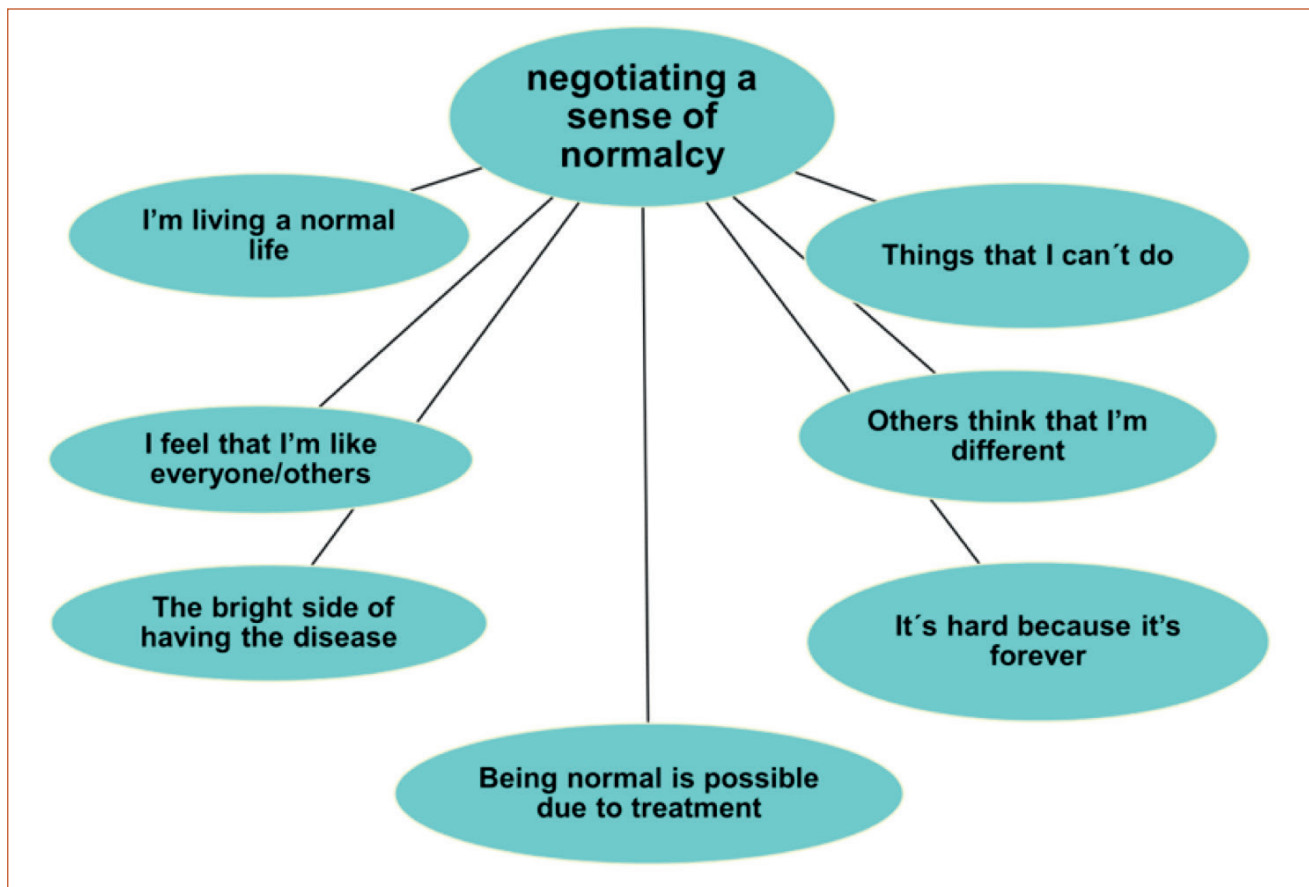 negotiating a
sense of
normalcy
I’m living a normal
life
Things that I can´t do
I feel that I’m like
everyone/others
Others think that I’m
different
The bright side of
having the disease
It´s hard because it’s
forever
Being normal is possible
due to treatment